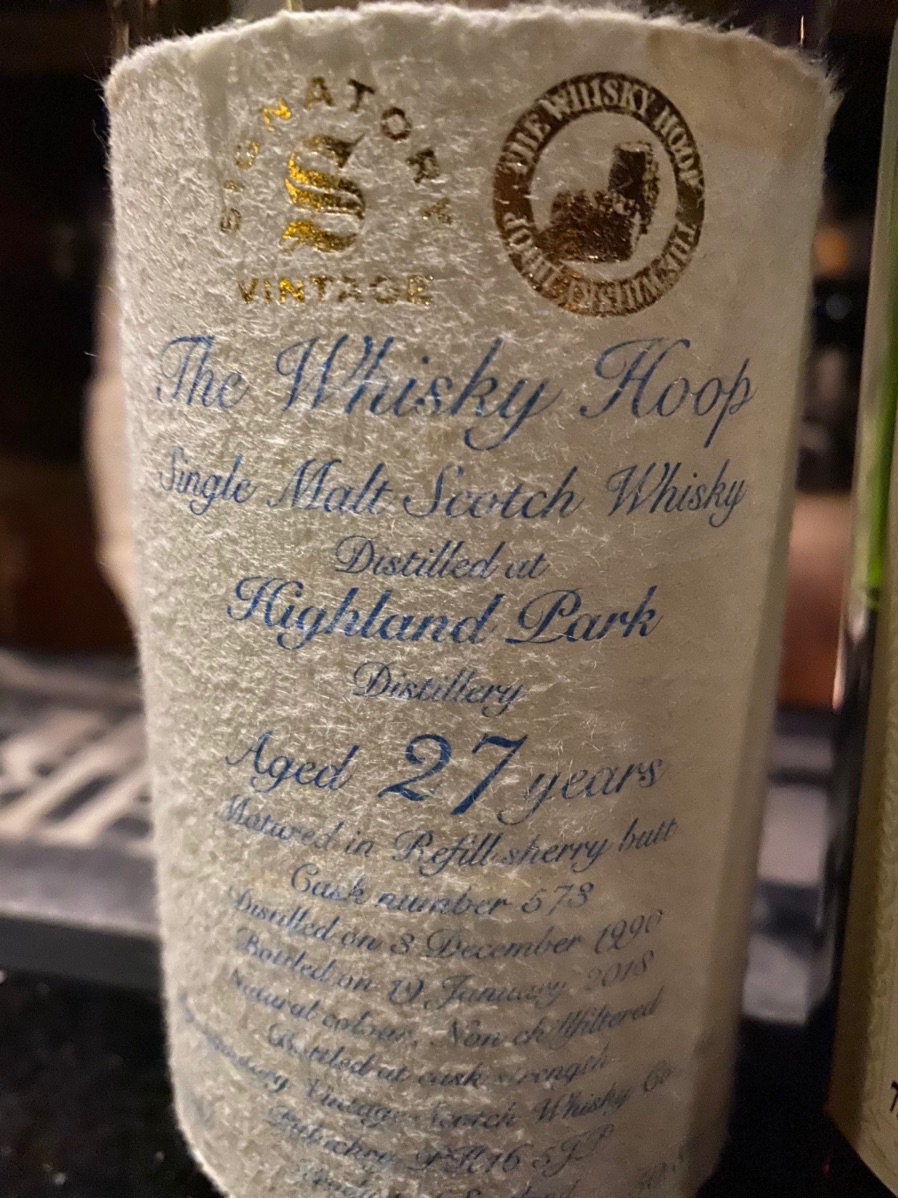 SIGNATORY
S
VINTAGE
THE WHISKY HOOP
The Whisky Hoop
Single Malt Scotch Whisky
Distilled at
Highland Park
Distillery
Aged 27 years
Matured in Refill sherry butt
Cask number 573
Distilled on 3 December 1990
Bottled on 19 January 2018
Natural colour, Non chillfiltered
Bottled at cask strength
Signatory Vintage Scotch Whisky Co
Pitlochry PH16 5JP
Scotland